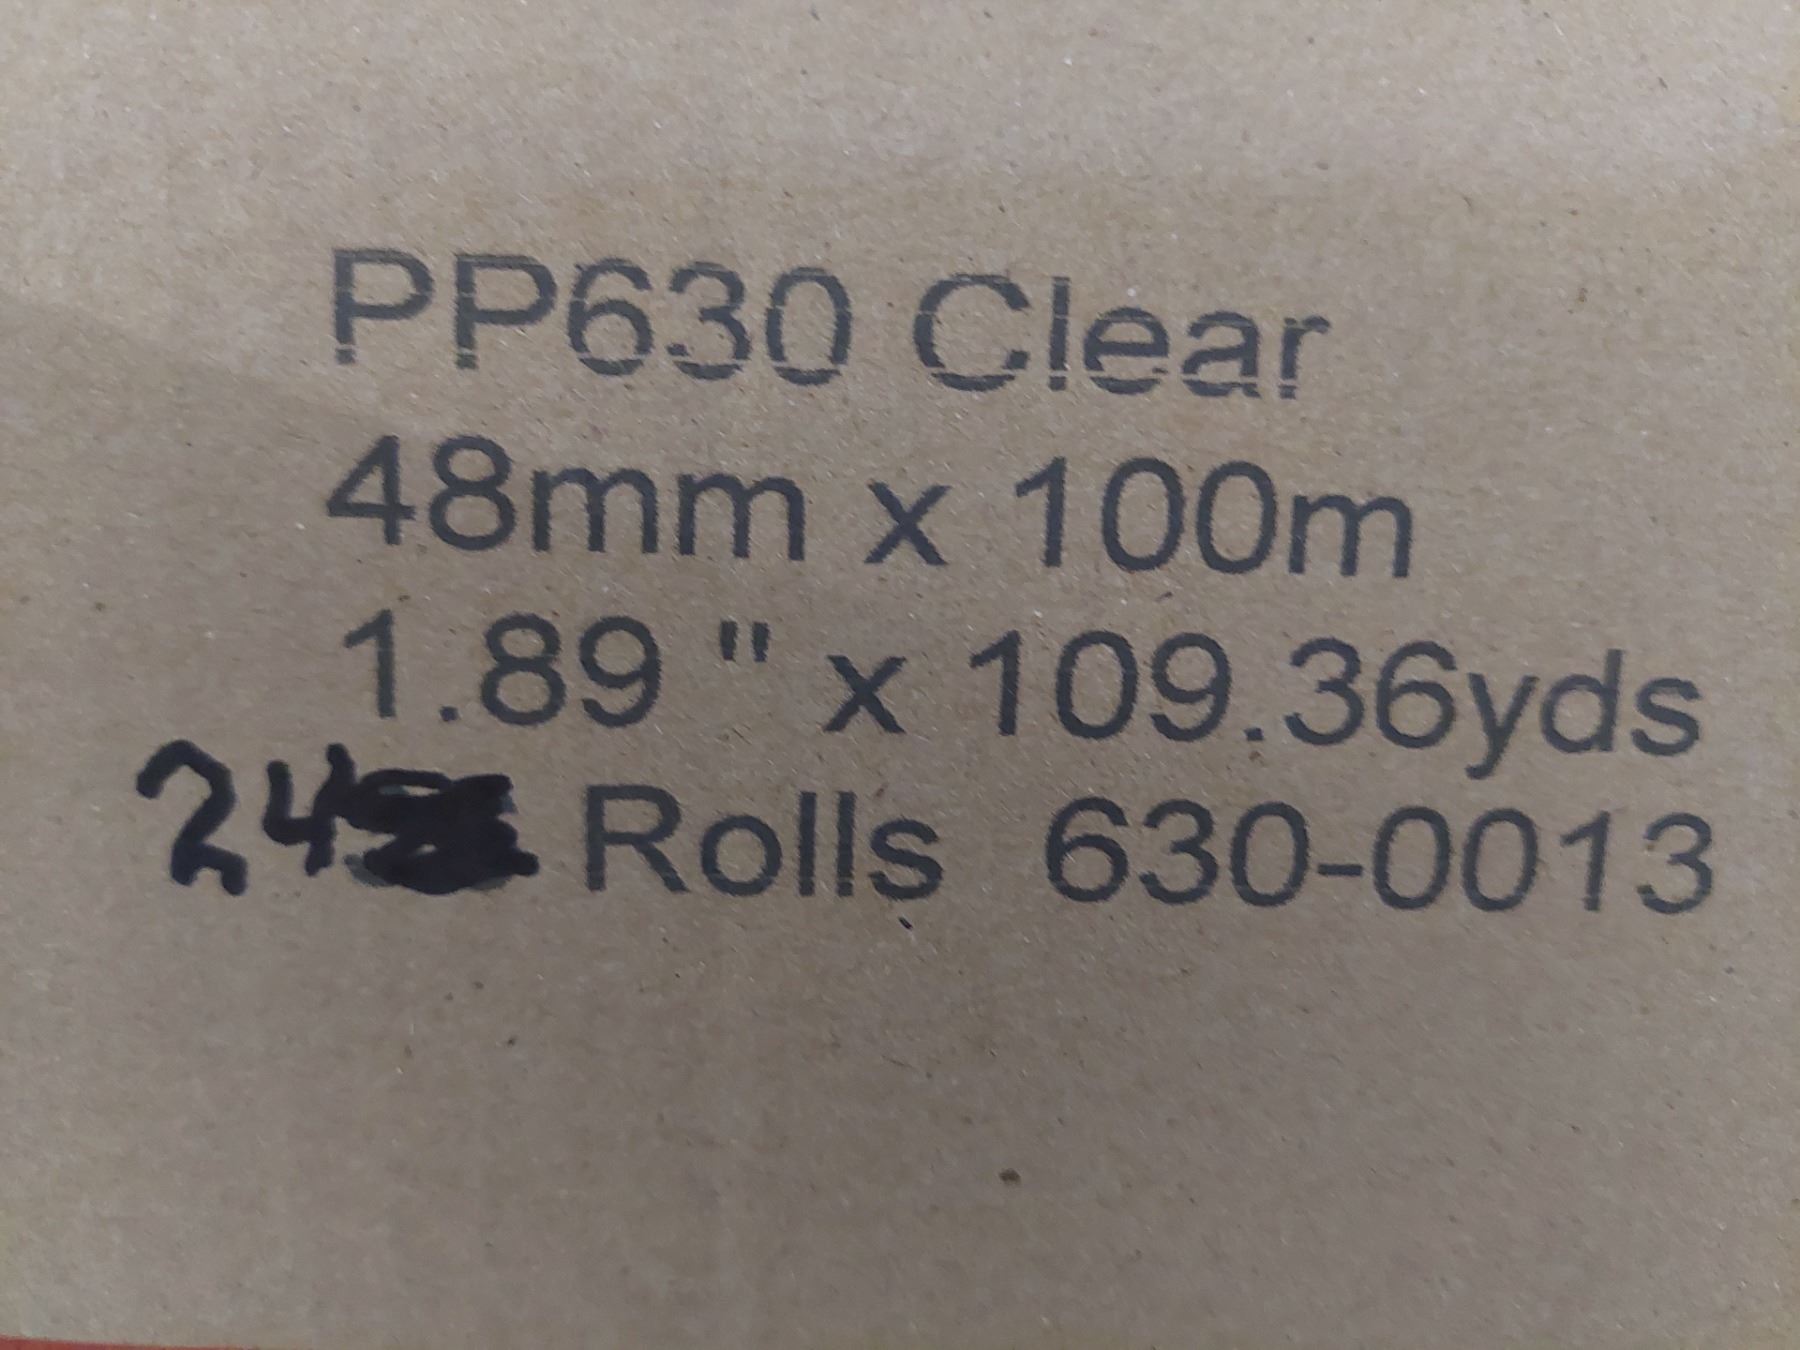 PP630 Clear
48mm x 100m
1.89 " x 109.36yds
24 Rolls 630-0013